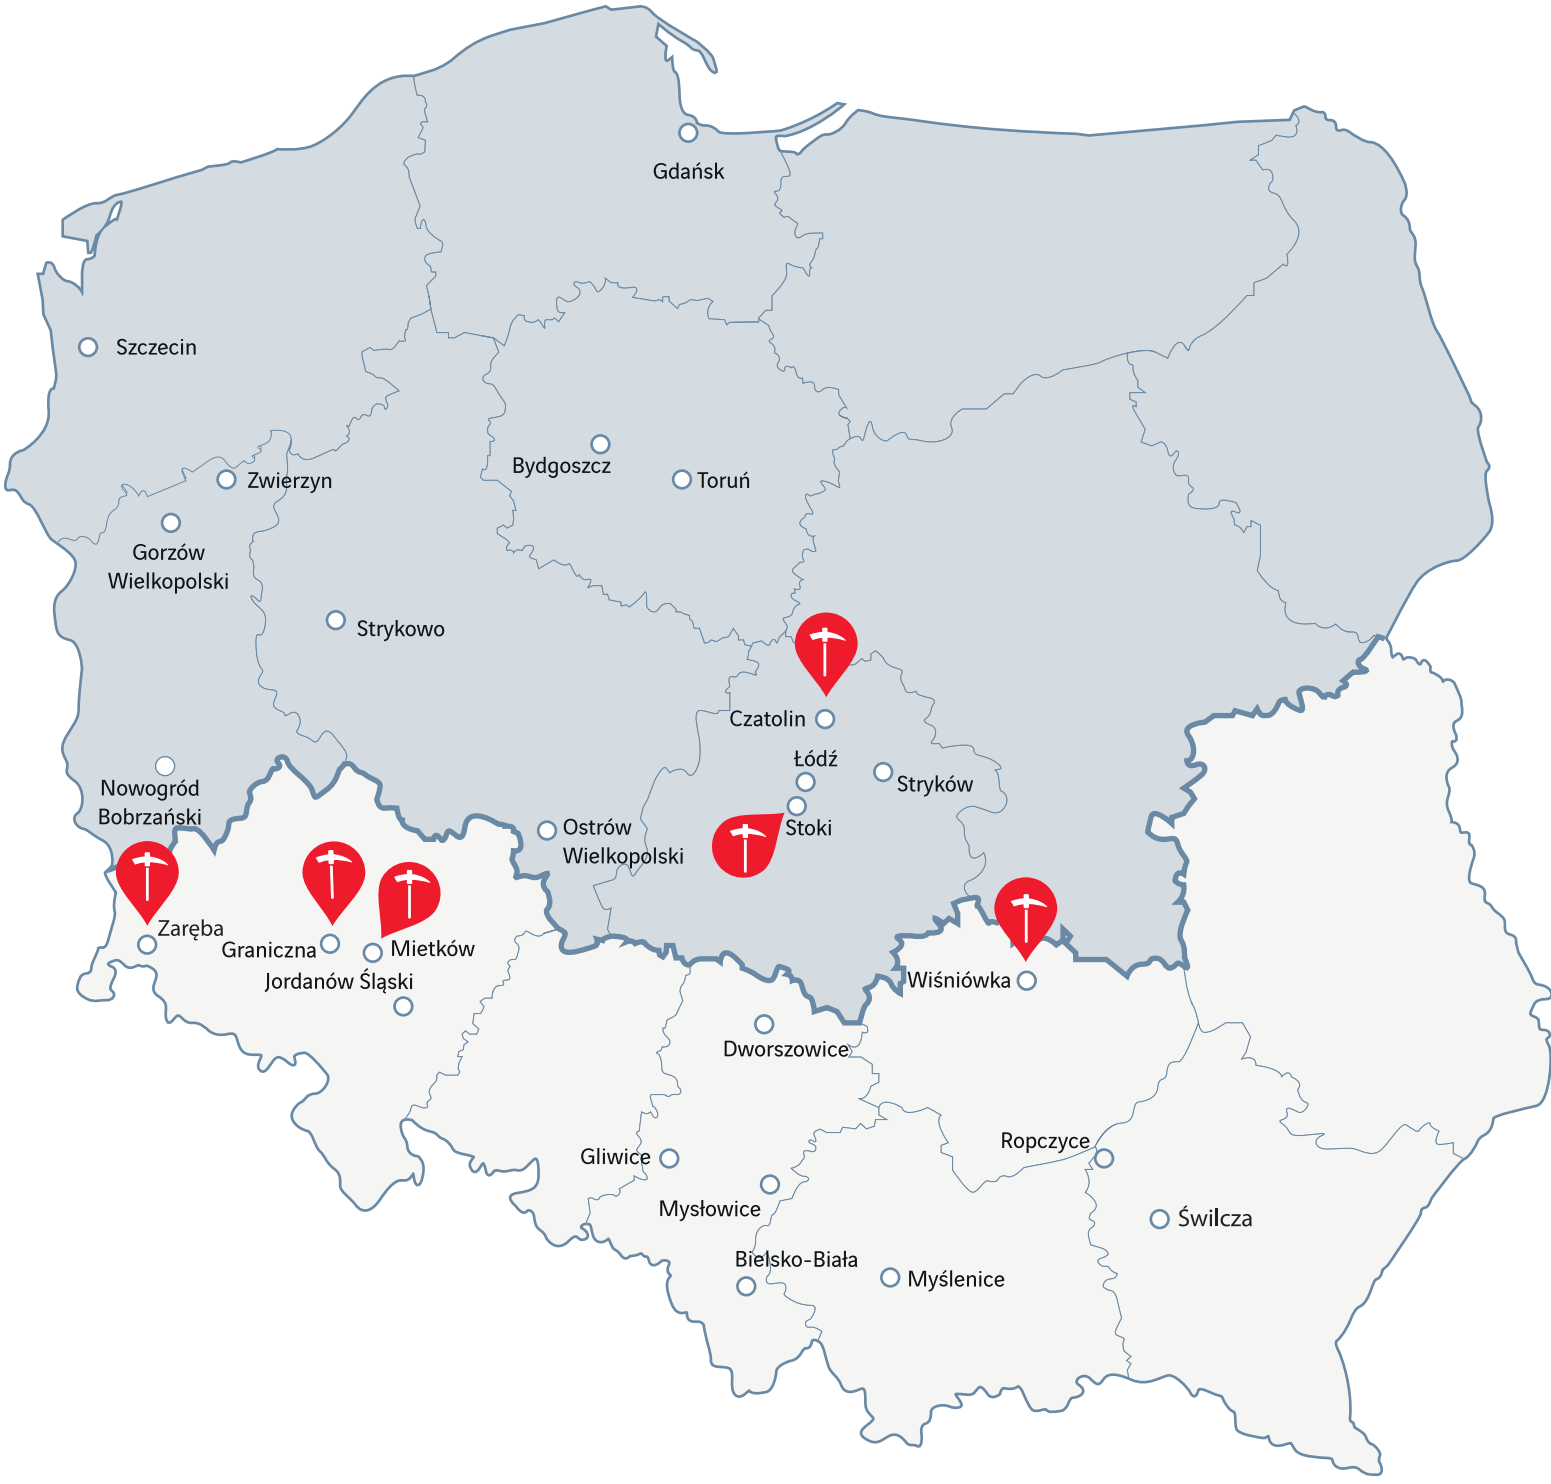 Gdańsk
Szczecin
Bydgoszcz
Zwierzyn
Toruń
Gorzów
Wielkopolski
Strykowo
Czatolin
Łódź
Stryków
Nowogród
Bobrzański
Ostrów
Wielkopolski
Stoki
Zaręba
Graniczna
Mietków
Jordanów Śląski
Wiśniówka
Dworszowice
Ropczyce
Gliwice
Mysłowice
Świlcza
Bielsko-Biała
Myślenice